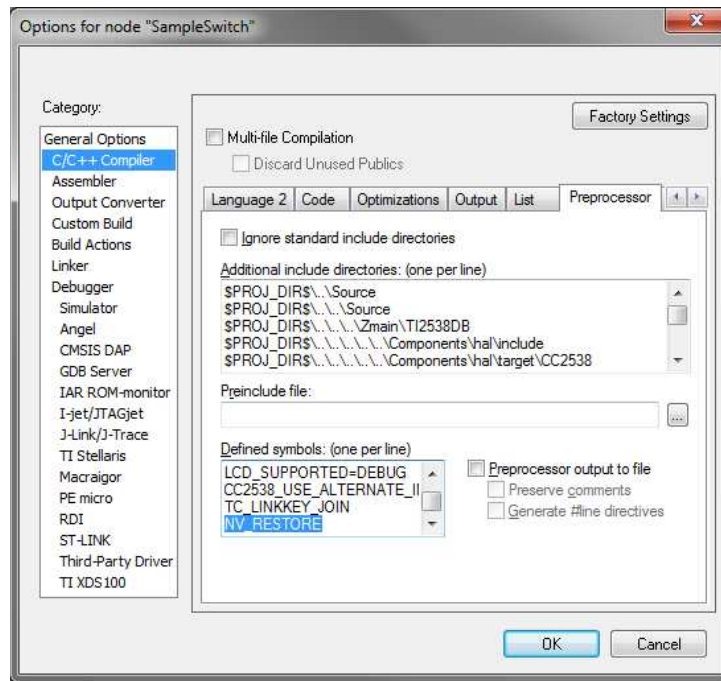 Options for node "SampleSwitch"
Category:
General Options
C/C++ Compiler
Assembler
Output Converter
Custom Build
Build Actions
Linker
Debugger
Simulator
Angel
CMSIS DAP
GDB Server
IAR ROM-monitor
I-jet/JTAGjet
J-Link/J-Trace
TI Stellaris
Macraigor
PE micro
RDI
ST-LINK
Third-Party Driver
TI XDS100
Factory Settings
Multi-file Compilation
Discard Unused Publics
Language 2 Code Optimizations Output List Preprocessor
Ignore standard include directories
Additional include directories: (one per line)
$PROJ_DIR$\..\Source
$PROJ_DIR$\..\..\Source
$PROJ_DIR$\..\..\..\Zmain\TI2538DB
$PROJ_DIR$\..\..\..\..\..\Components\hal\include
$PROJ_DIR$\..\..\..\..\..\Components\hal\target\CC2538
Preinclude file:
...
Defined symbols: (one per line)
LCD_SUPPORTED=DEBUG
CC2538_USE_ALTERNATE_
TC_LINKKEY_JOIN
NV_RESTORE
Preprocessor output to file
Preserve comments
Generate #line directives
OK Cancel